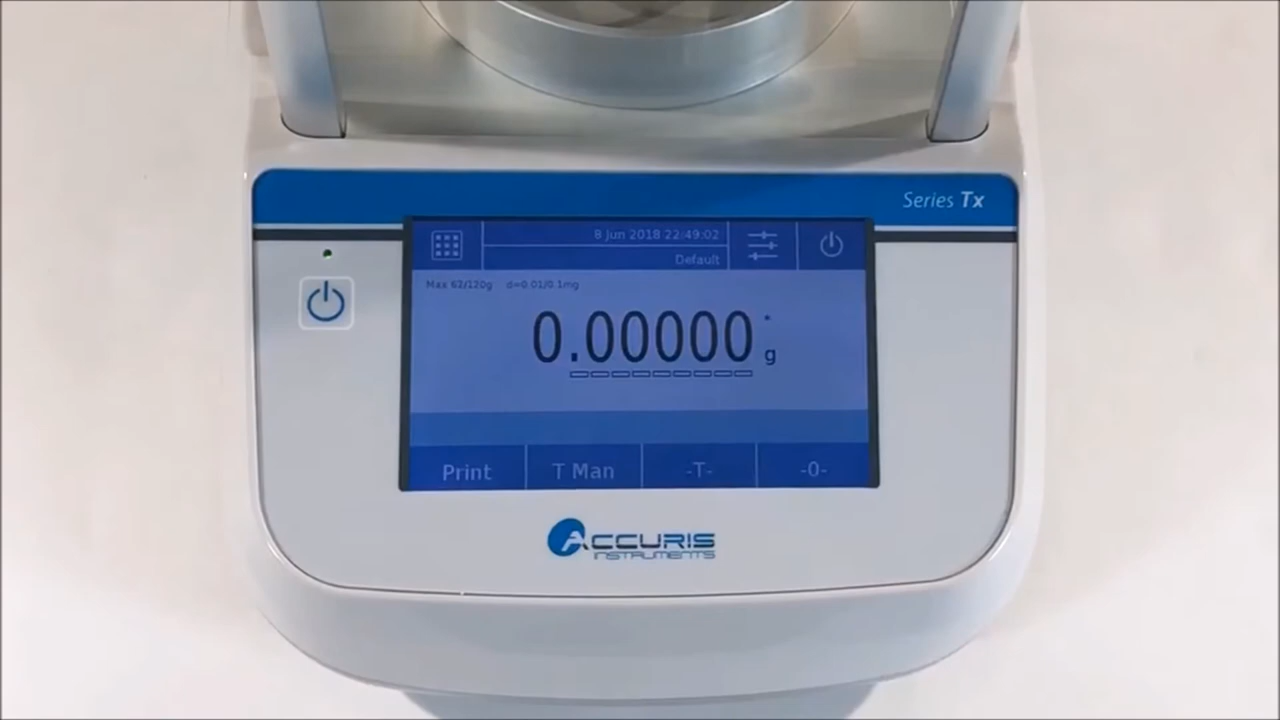 Series Tx
8 Jun 2018 22:49:02
Default
Max 62/120g d=0.01/0.1mg
0.00000 *
g
Print T Man -T- -0-
ACCURIS
INSTRUMENTS